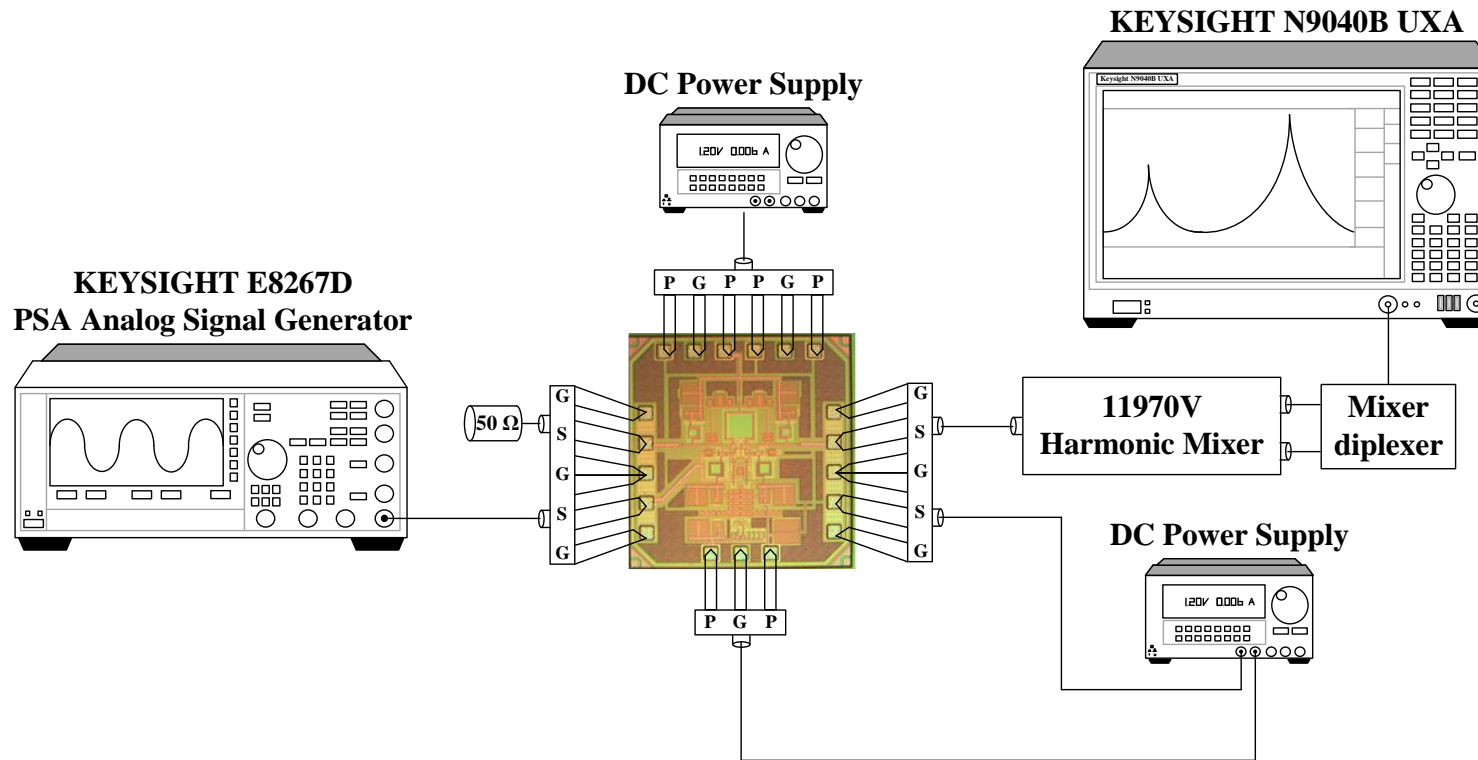 KEYSIGHT N9040B UXA
Keysight N9040B UXA
DC Power Supply
1.20V 0.006 A
P G P P G P
KEYSIGHT E8267D
PSA Analog Signal Generator
50 Ω
G
S
G
S
G
G
S
G
S
G
11970V
Harmonic Mixer
Mixer
diplexer
DC Power Supply
1.20V 0.006 A
P G P